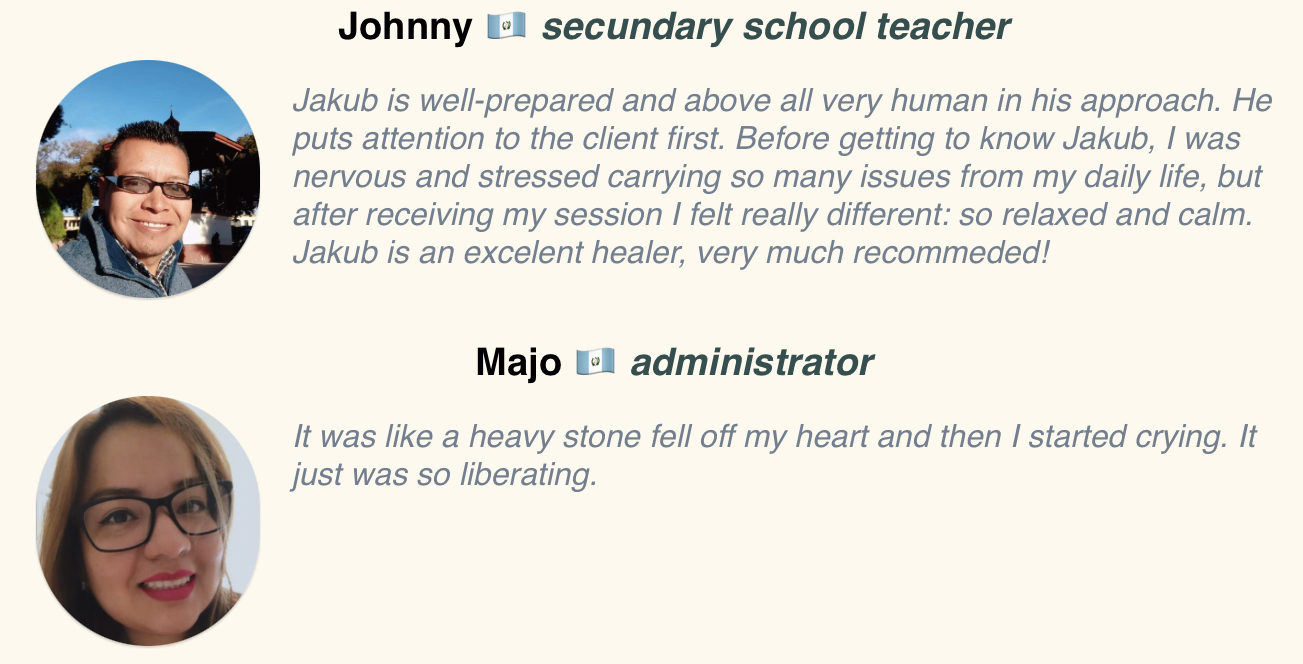 Johnny 🇬🇹 secundary school teacher
Jakub is well-prepared and above all very human in his approach. He
puts attention to the client first. Before getting to know Jakub, I was
nervous and stressed carrying so many issues from my daily life, but
after receiving my session I felt really different: so relaxed and calm.
Jakub is an excelent healer, very much recommeded!
Majo 🇬🇹 administrator
It was like a heavy stone fell off my heart and then I started crying. It
just was so liberating.